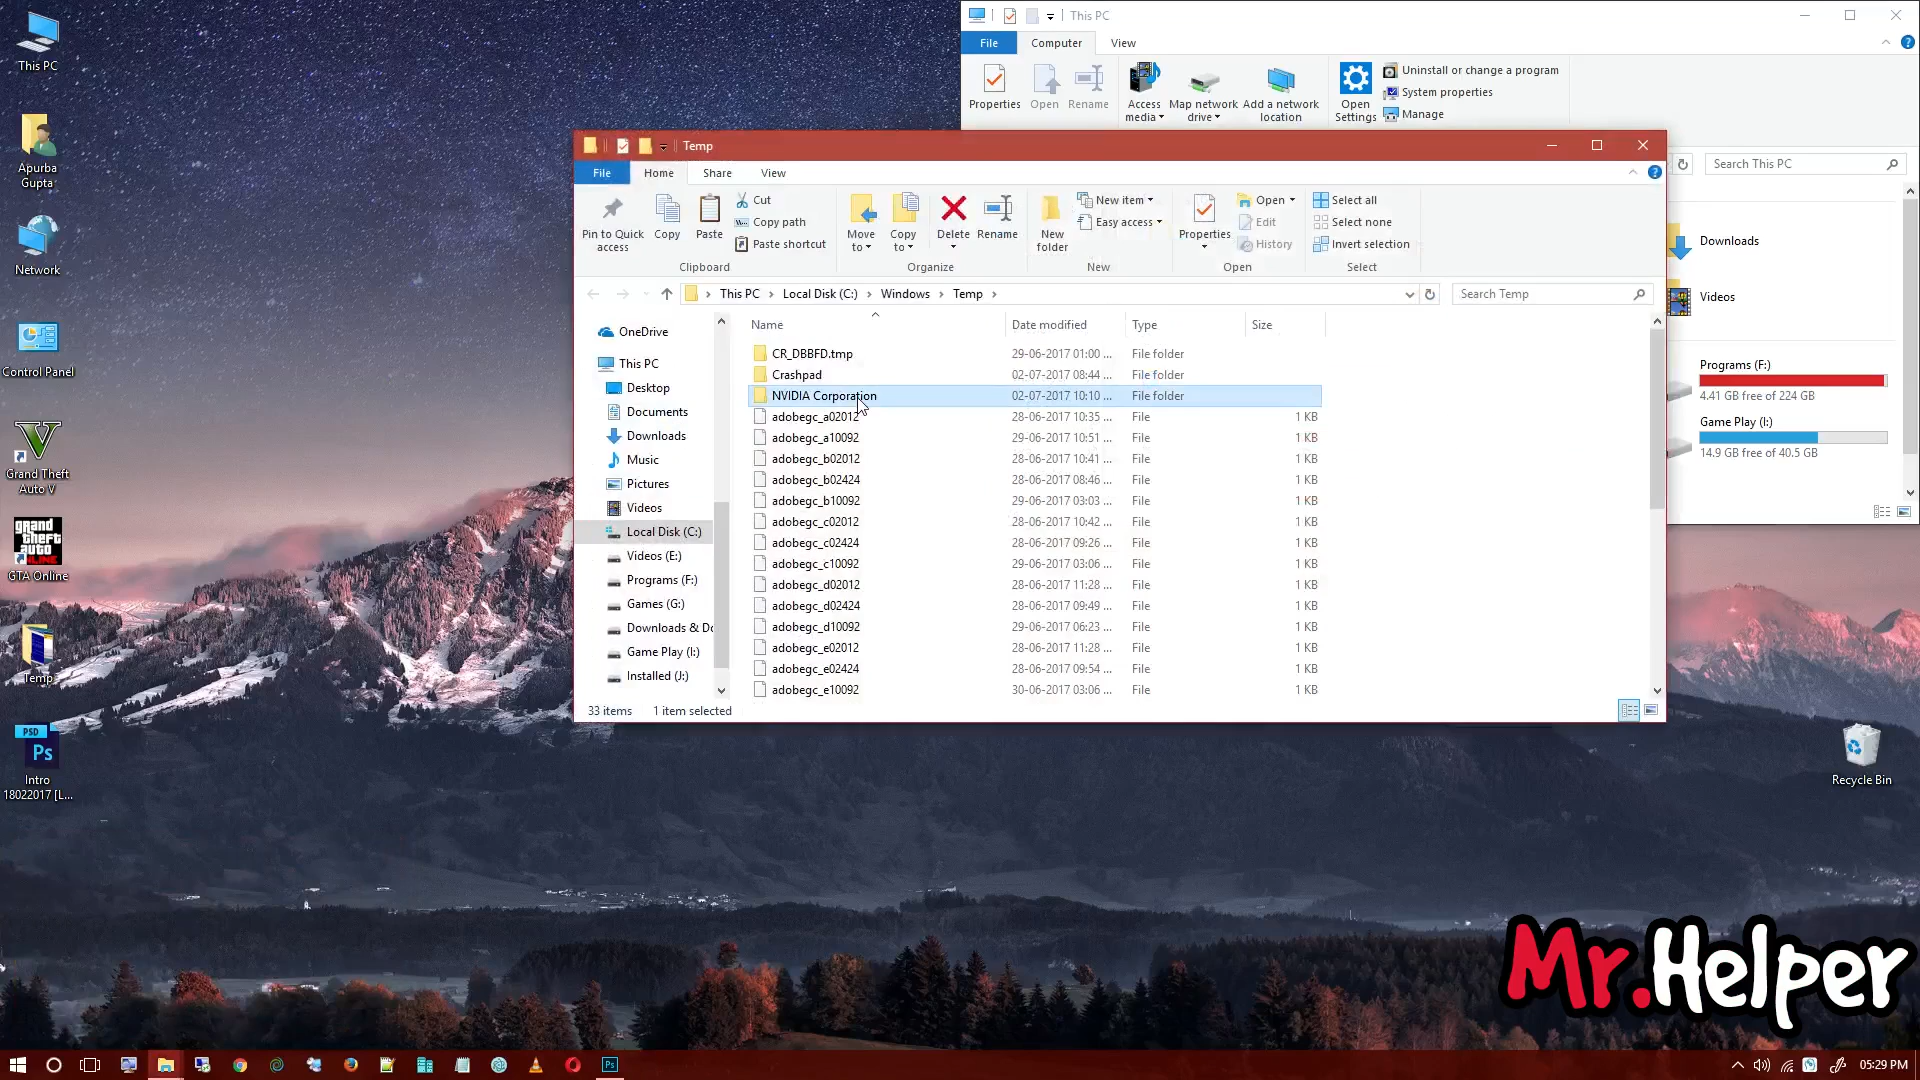 This PC
Apurba
Gupta
Network
Control Panel
Grand Theft
Auto V
grand
theft
auto
GTA Online
Temp
PSD
Ps
Intro
18022017 [L...
This PC
File
Computer
View
Properties
Open
Rename
Access
media
Map network
drive
Add a network
location
Open
Settings
Uninstall or change a program
System properties
Manage
Search This PC
Downloads
Videos
Programs (F:)
4.41 GB free of 224 GB
Game Play (I:)
14.9 GB free of 40.5 GB
Temp
File
Home
Share
View
Pin to Quick
access
Copy
Paste
Cut
Copy path
Paste shortcut
Clipboard
Move
to
Copy
to
Delete
Rename
Organize
New
folder
New item
Easy access
New
Properties
Open
Edit
History
Open
Select all
Select none
Invert selection
Select
This PC
Local Disk (C:)
Windows
Temp
Search Temp
OneDrive
This PC
Desktop
Documents
Downloads
Music
Pictures
Videos
Local Disk (C:)
Videos (E:)
Programs (F:)
Games (G:)
Downloads & Do
Game Play (I:)
Installed (J:)
Name Date modified Type Size
CR_DBBFD.tmp 29-06-2017 01:00 ... File folder
Crashpad 02-07-2017 08:44 ... File folder
NVIDIA Corporation 02-07-2017 10:10 ... File folder
adobegc_a02012 28-06-2017 10:35 ... File 1 KB
adobegc_a10092 29-06-2017 10:51 ... File 1 KB
adobegc_b02012 28-06-2017 10:41 ... File 1 KB
adobegc_b02424 28-06-2017 08:46 ... File 1 KB
adobegc_b10092 29-06-2017 03:03 ... File 1 KB
adobegc_c02012 28-06-2017 10:42 ... File 1 KB
adobegc_c02424 28-06-2017 09:26 ... File 1 KB
adobegc_c10092 29-06-2017 03:06 ... File 1 KB
adobegc_d02012 28-06-2017 11:28 ... File 1 KB
adobegc_d02424 28-06-2017 09:49 ... File 1 KB
adobegc_d10092 29-06-2017 06:23 ... File 1 KB
adobegc_e02012 28-06-2017 11:28 ... File 1 KB
adobegc_e02424 28-06-2017 09:54 ... File 1 KB
adobegc_e10092 30-06-2017 03:06 ... File 1 KB
33 items 1 item selected
Recycle Bin
Mr.Helper
Ps
05:29 PM